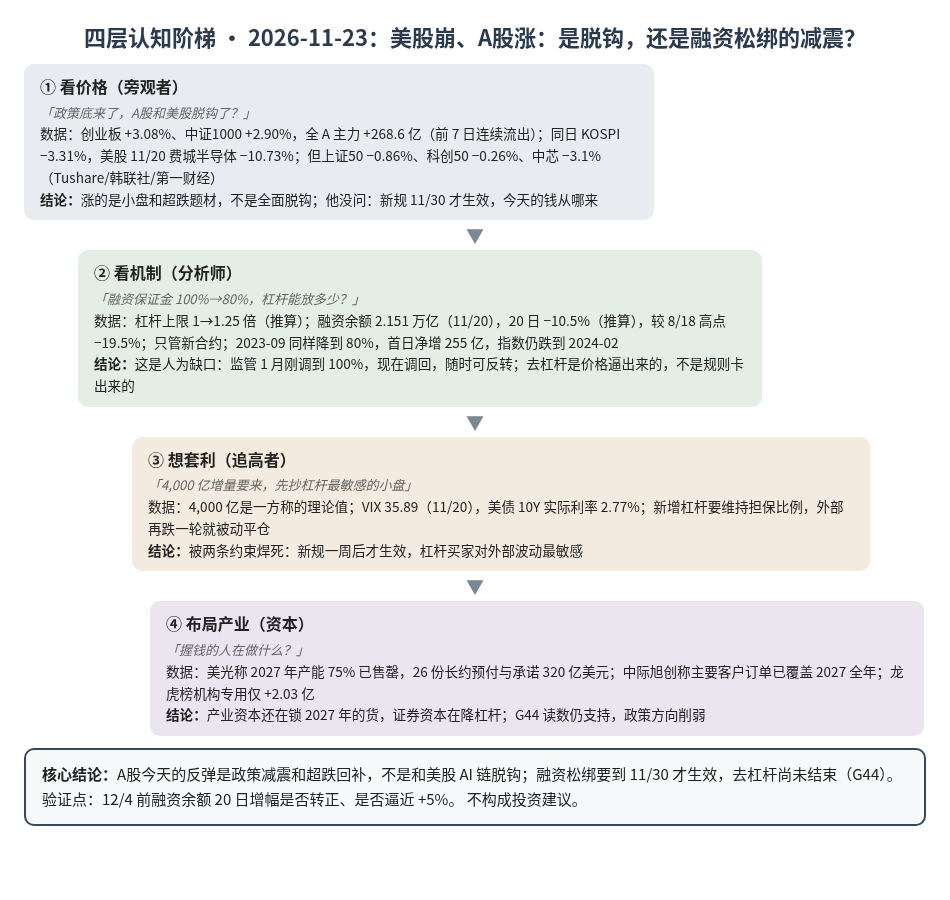 四层认知阶梯 · 2026-11-23：美股崩、A股涨：是脱钩，还是融资松绑的减震？
① 看价格（旁观者）
「政策底来了，A股和美股脱钩了？」
数据：创业板 +3.08%、中证1000 +2.90%，全 A 主力 +268.6 亿（前 7 日连续流出）；同日 KOSPI
−3.31%，美股 11/20 费城半导体 −10.73%；但上证50 −0.86%、科创50 −0.26%、中芯 −3.1%
（Tushare/韩联社/第一财经）
结论：涨的是小盘和超跌题材，不是全面脱钩；他没问：新规 11/30 才生效，今天的钱从哪来
▼
② 看机制（分析师）
「融资保证金 100%→80%，杠杆能放多少？」
数据：杠杆上限 1→1.25 倍（推算）；融资余额 2.151 万亿（11/20），20 日 −10.5%（推算），较 8/18 高点
−19.5%；只管新合约；2023-09 同样降到 80%，首日净增 255 亿，指数仍跌到 2024-02
结论：这是人为缺口：监管 1 月刚调到 100%，现在调回，随时可反转；去杠杆是价格逼出来的，不是规则卡
出来的
▼
③ 想套利（追高者）
「4,000 亿增量要来，先抄杠杆最敏感的小盘」
数据：4,000 亿是一方称的理论值；VIX 35.89（11/20），美债 10Y 实际利率 2.77%；新增杠杆要维持担保比例，外部
再跌一轮就被动平仓
结论：被两条约束焊死：新规一周后才生效，杠杆买家对外部波动最敏感
▼
④ 布局产业（资本）
「握钱的人在做什么？」
数据：美光称 2027 年产能 75% 已售罄，26 份长约预付与承诺 320 亿美元；中际旭创称主要客户订单已覆盖 2027 全年；龙
虎榜机构专用仅 +2.03 亿
结论：产业资本还在锁 2027 年的货，证券资本在降杠杆；G44 读数仍支持，政策方向削弱
核心结论：A股今天的反弹是政策减震和超跌回补，不是和美股 AI 链脱钩；融资松绑要到 11/30 才生效，去杠杆尚未结束（G44）。
验证点：12/4 前融资余额 20 日增幅是否转正、是否逼近 +5%。 不构成投资建议。